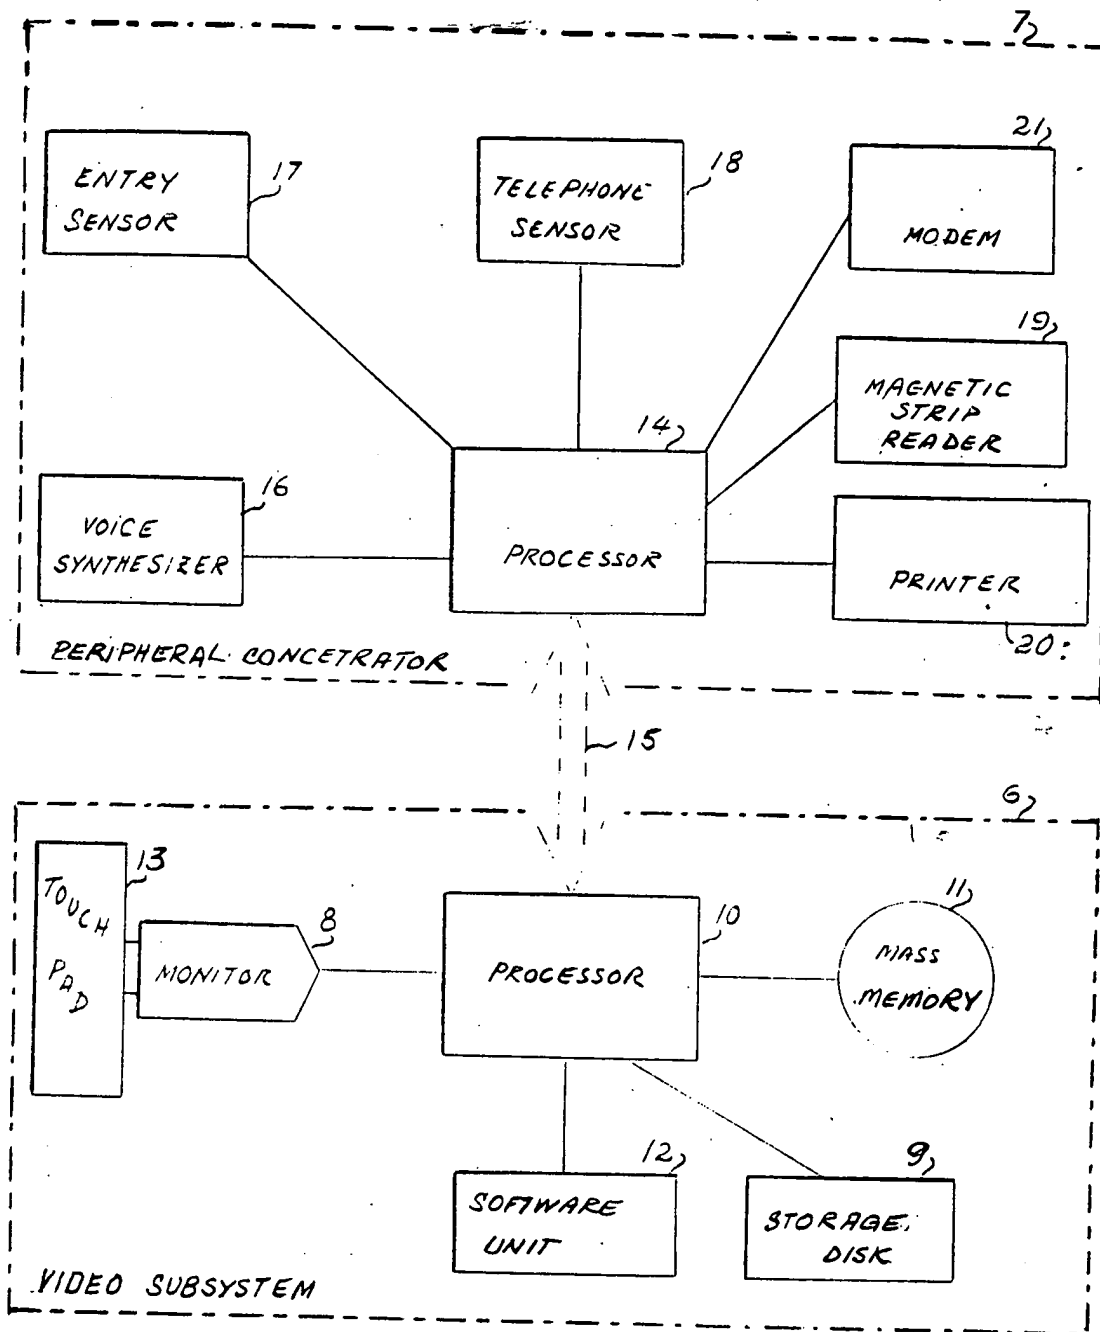 7
21
ENTRY
SENSOR
17
TELEPHONE
SENSOR
18
MODEM
19
MAGNETIC
STRIP
READER
14
16
VOICE
SYNTHESIZER
PROCESSOR
PRINTER
20:
PERIPHERAL CONCETRATOR
15
6
13
TOUCH
PAD
8
MONITOR
10
PROCESSOR
11
MASS
MEMORY
12
SOFTWARE
UNIT
9
STORAGE
DISK
VIDEO SUBSYSTEM